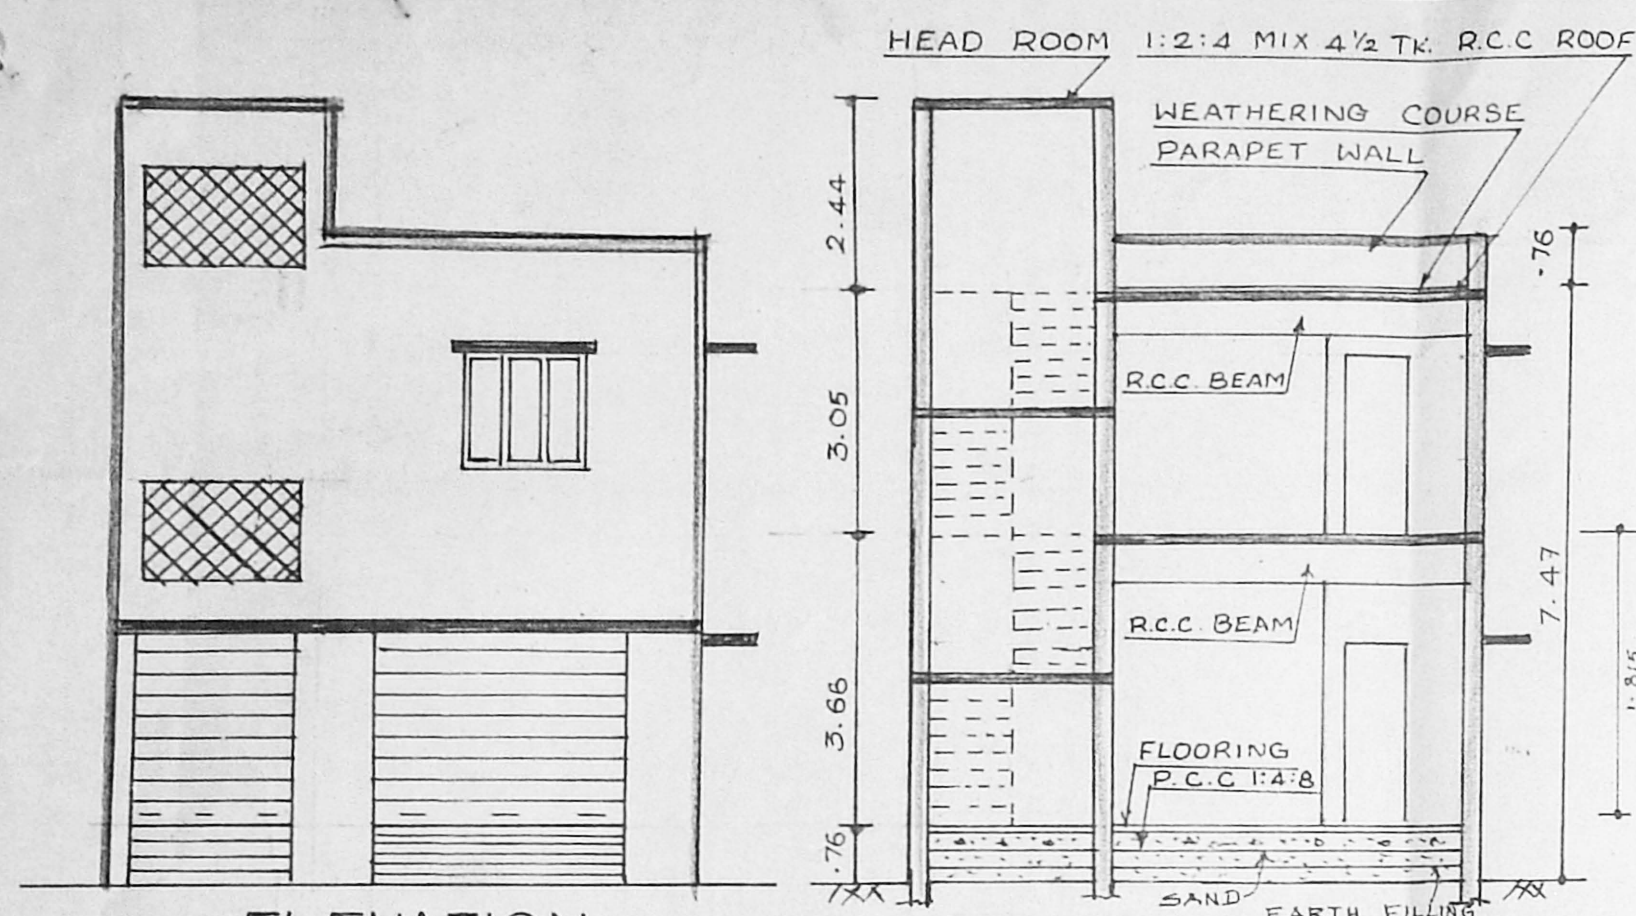 HEAD ROOM
1:2:4 MIX 4½ TK. R.C.C ROOF
WEATHERING COURSE
PARAPET WALL
2.44
.76
R.C.C. BEAM
3.05
7.47
R.C.C. BEAM
3.66
FLOORING
P.C.C 1:4:8
.76
SAND
EARTH FILLING
ELEVATION